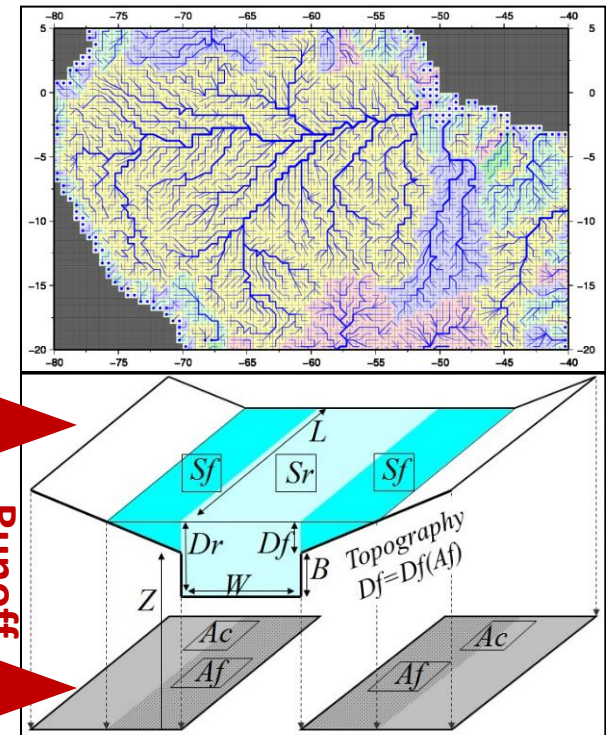 −80 −75 −70 −65 −60 −55 −50 −45 −40
5 5
0 0
−5 −5
−10 −10
−15 −15
−20 −20
−80 −75 −70 −65 −60 −55 −50 −45 −40
L
Sf Sr Sf
Dr Df
Topography
Df=Df(Af)
W B
Z
Ac Ac
Af Af
Runoff